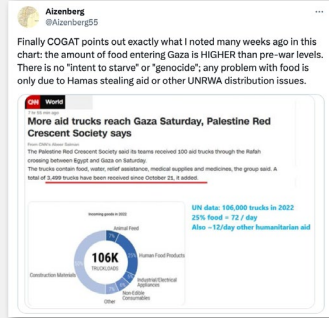 Aizenberg
@Aizenberg55
Finally COGAT points out exactly what I noted many weeks ago in this
chart: the amount of food entering Gaza is HIGHER than pre-war levels.
There is no "intent to starve" or "genocide"; any problem with food is
only due to Hamas stealing aid or other UNRWA distribution issues.
CNN World
More aid trucks reach Gaza Saturday, Palestine Red
Crescent Society says
From CNN's
The Palestine Red Crescent Society said its teams received 100 aid trucks through the Rafah
crossing between Egypt and Gaza on Saturday.
The trucks contain food, water, relief assistance, medical supplies and medicines, the group said. A
total of 3,499 trucks have been received since October 21, it added.
Incoming goods in 2022
UN data: 106,000 trucks in 2022
25% food = 72 / day
Also ~12/day other humanitarian aid
Animal Feed
106K
TRUCKLOADS
Human Food Products
Construction Materials
Industrial/Electrical
Appliances
Non-Edible
Consumables
Other